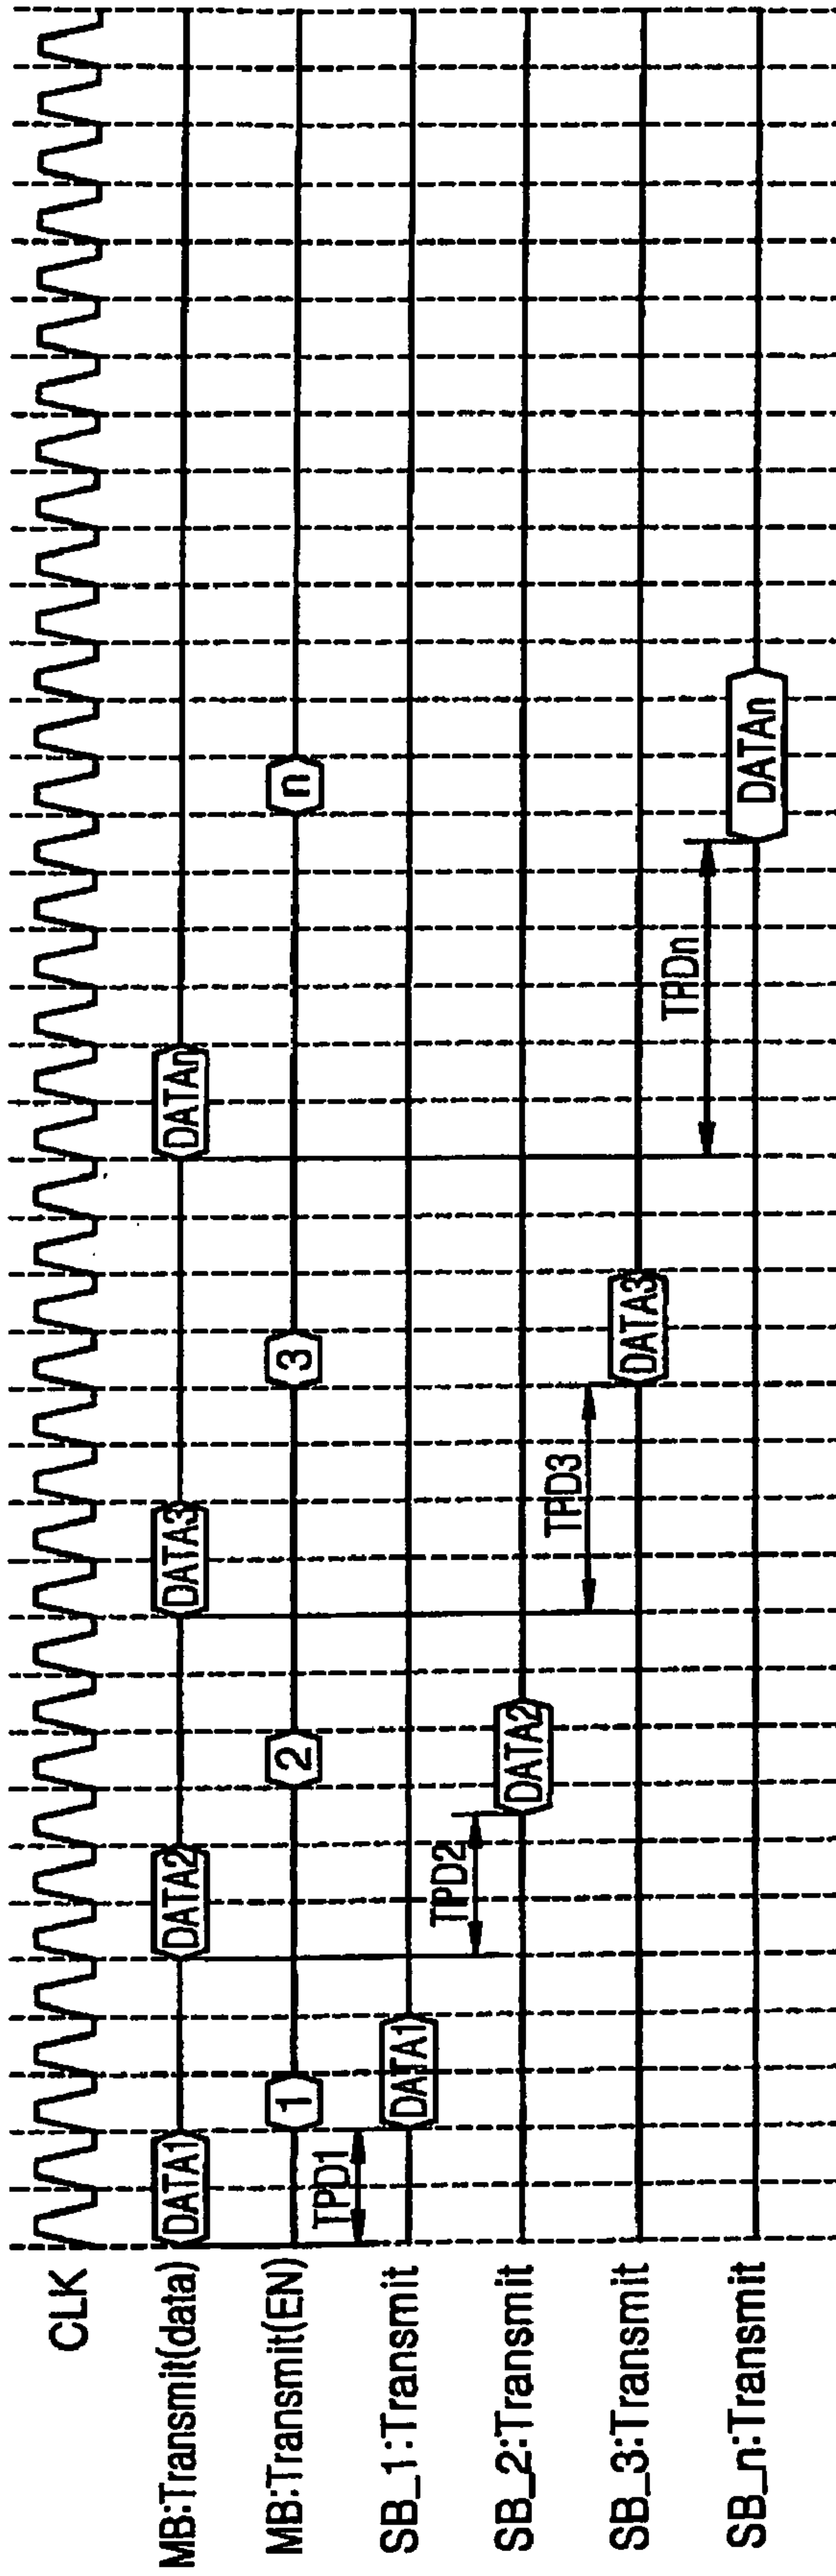 CLK
MB:Transmit(data) DATA1 DATA2 DATA3 DATAn
MB:Transmit(EN) 1 2 3 n
TPD1
SB_1:Transmit DATA1
TPD2
SB_2:Transmit DATA2
TPD3
SB_3:Transmit DATA3
TPDn
SB_n:Transmit DATAn